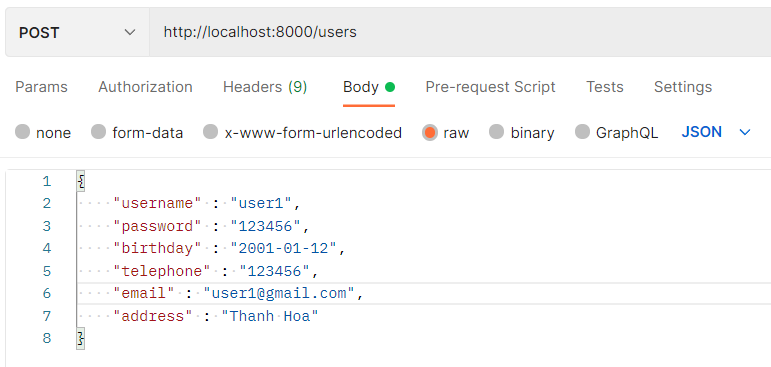 POST http://localhost:8000/users
Params Authorization Headers (9) Body Pre-request Script Tests Settings
none form-data x-www-form-urlencoded raw binary GraphQL JSON
1 {
2 "username" : "user1",
3 "password" : "123456",
4 "birthday" : "2001-01-12",
5 "telephone" : "123456",
6 "email" : "user1@gmail.com",
7 "address" : "Thanh Hoa"
8 }